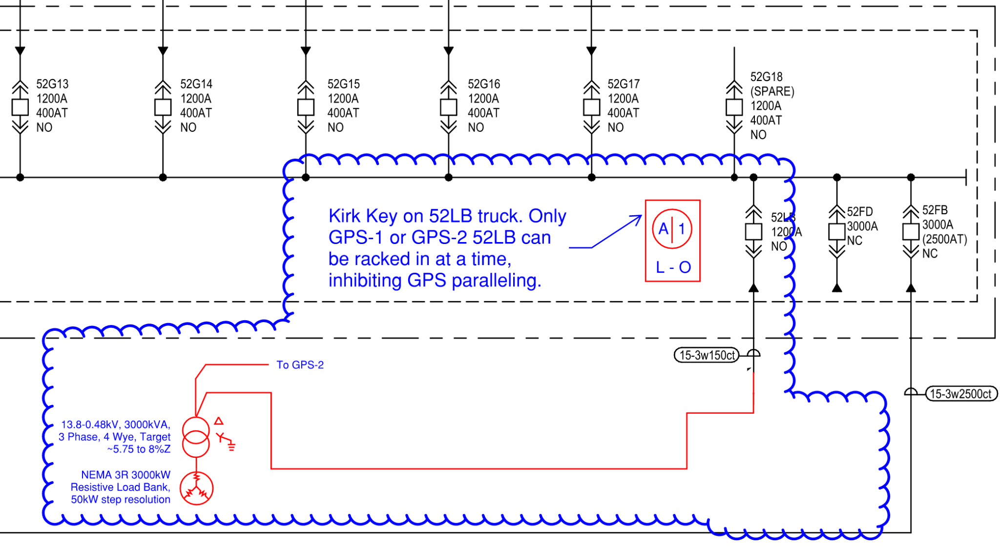 52G13
1200A
400AT
NO
52G14
1200A
400AT
NO
52G15
1200A
400AT
NO
52G16
1200A
400AT
NO
52G17
1200A
400AT
NO
52G18
(SPARE)
1200A
400AT
NO
Kirk Key on 52LB truck. Only
GPS-1 or GPS-2 52LB can
be racked in at a time,
inhibiting GPS paralleling.
A 1
L - O
52LB
1200A
NO
52FD
3000A
NC
52FB
3000A
(2500AT)
NC
15-3w150ct
15-3w2500ct
To GPS-2
13.8-0.48kV, 3000kVA,
3 Phase, 4 Wye, Target
~5.75 to 8%Z
NEMA 3R 3000kW
Resistive Load Bank,
50kW step resolution